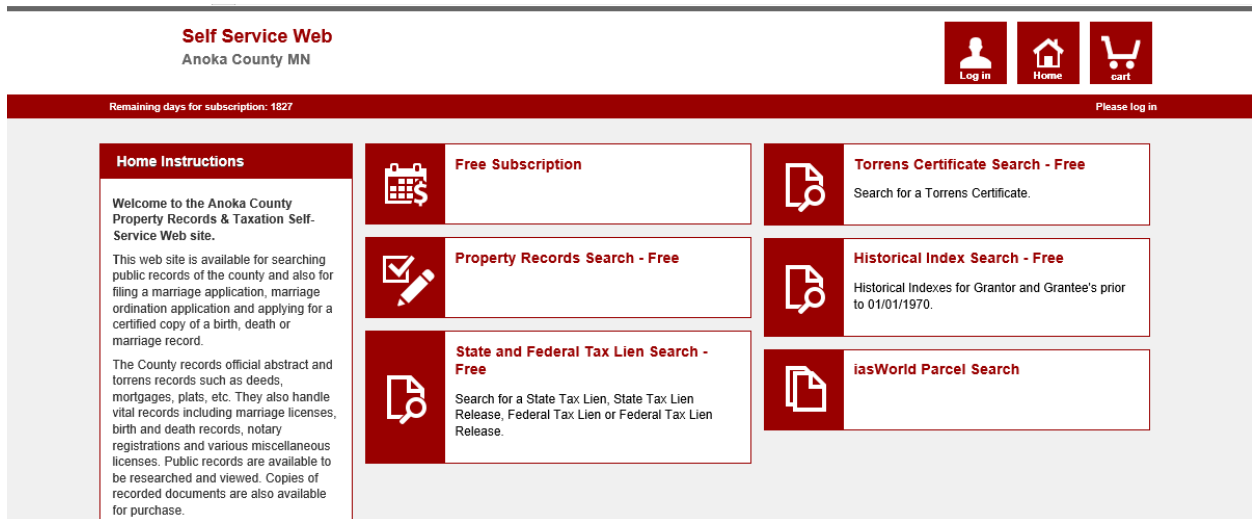 Self Service Web
Anoka County MN
Log in
Home
cart
Remaining days for subscription: 1827
Please log in
Home Instructions
Welcome to the Anoka County
Property Records & Taxation Self-
Service Web site.
This web site is available for searching
public records of the county and also for
filing a marriage application, marriage
ordination application and applying for a
certified copy of a birth, death or
marriage record.
The County records official abstract and
torrens records such as deeds,
mortgages, plats, etc. They also handle
vital records including marriage licenses,
birth and death records, notary
registrations and various miscellaneous
licenses. Public records are available to
be researched and viewed. Copies of
recorded documents are also available
for purchase.
Free Subscription
Property Records Search - Free
State and Federal Tax Lien Search -
Free
Search for a State Tax Lien, State Tax Lien
Release, Federal Tax Lien or Federal Tax Lien
Release.
Torrens Certificate Search - Free
Search for a Torrens Certificate.
Historical Index Search - Free
Historical Indexes for Grantor and Grantee's prior
to 01/01/1970.
iasWorld Parcel Search